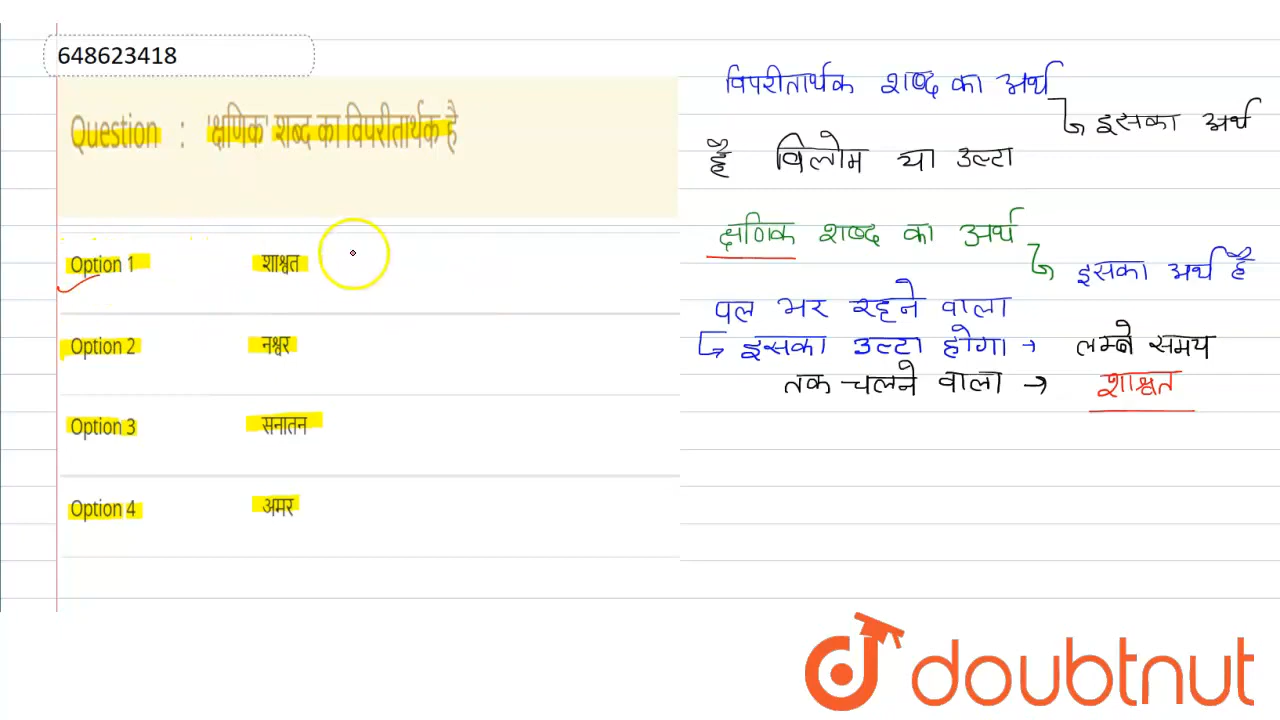 648623418
Question : 'क्षणिक' शब्द का विपरीतार्थक है
Option 1 शाश्वत
Option 2 नश्वर
Option 3 सनातन
Option 4 अमर
विपरीतार्थक शब्द का अर्थ
इसका अर्थ
है विलोम या उल्टा
क्षणिक शब्द का अर्थ
इसका अर्थ है
पल भर रहने वाला
इसका उल्टा होगा → लम्ने समय
तक चलने वाला → शाश्वत
doubtnut